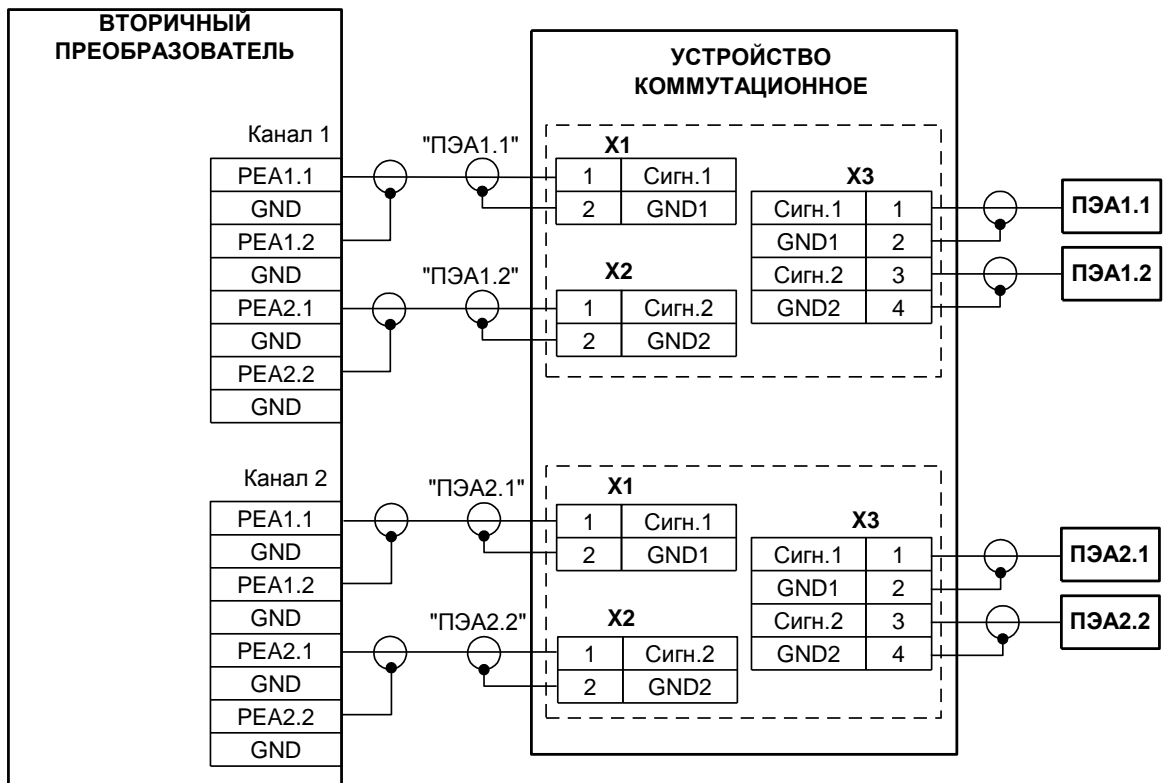 ВТОРИЧНЫЙ
ПРЕОБРАЗОВАТЕЛЬ
УСТРОЙСТВО
КОММУТАЦИОННОЕ
Канал 1
PEA1.1
GND
PEA1.2
GND
PEA2.1
GND
PEA2.2
GND
"ПЭА1.1"
"ПЭА1.2"
X1
1 Сигн.1
2 GND1
X2
1 Сигн.2
2 GND2
X3
Сигн.1 1
GND1 2
Сигн.2 3
GND2 4
ПЭА1.1
ПЭА1.2
Канал 2
PEA1.1
GND
PEA1.2
GND
PEA2.1
GND
PEA2.2
GND
"ПЭА2.1"
"ПЭА2.2"
X1
1 Сигн.1
2 GND1
X2
1 Сигн.2
2 GND2
X3
Сигн.1 1
GND1 2
Сигн.2 3
GND2 4
ПЭА2.1
ПЭА2.2